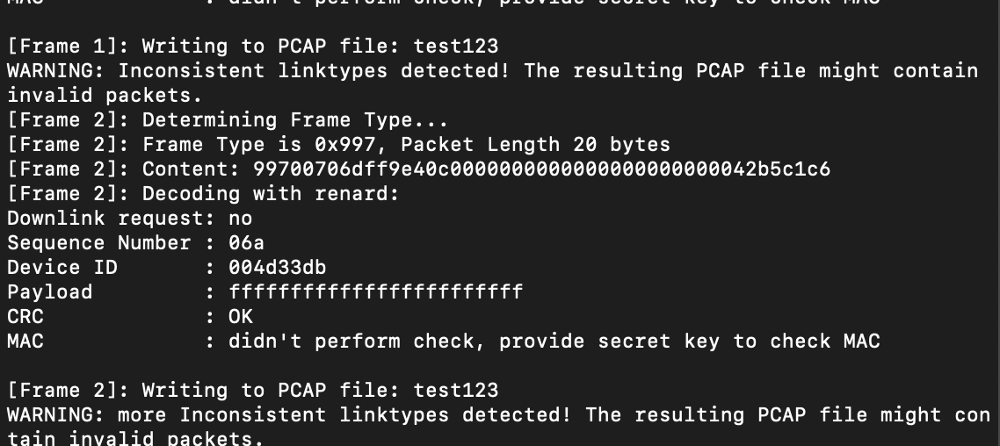 MAC             : didn't perform check, provide secret key to check MAC
[Frame 1]: Writing to PCAP file: test123
WARNING: Inconsistent linktypes detected! The resulting PCAP file might contain
invalid packets.
[Frame 2]: Determining Frame Type...
[Frame 2]: Frame Type is 0x997, Packet Length 20 bytes
[Frame 2]: Content: 99700706dff9e40c000000000000000000000042b5c1c6
[Frame 2]: Decoding with renard:
Downlink request: no
Sequence Number : 06a
Device ID       : 004d33db
Payload         : ffffffffffffffffffffffff
CRC             : OK
MAC             : didn't perform check, provide secret key to check MAC
[Frame 2]: Writing to PCAP file: test123
WARNING: more Inconsistent linktypes detected! The resulting PCAP file might con
tain invalid packets.